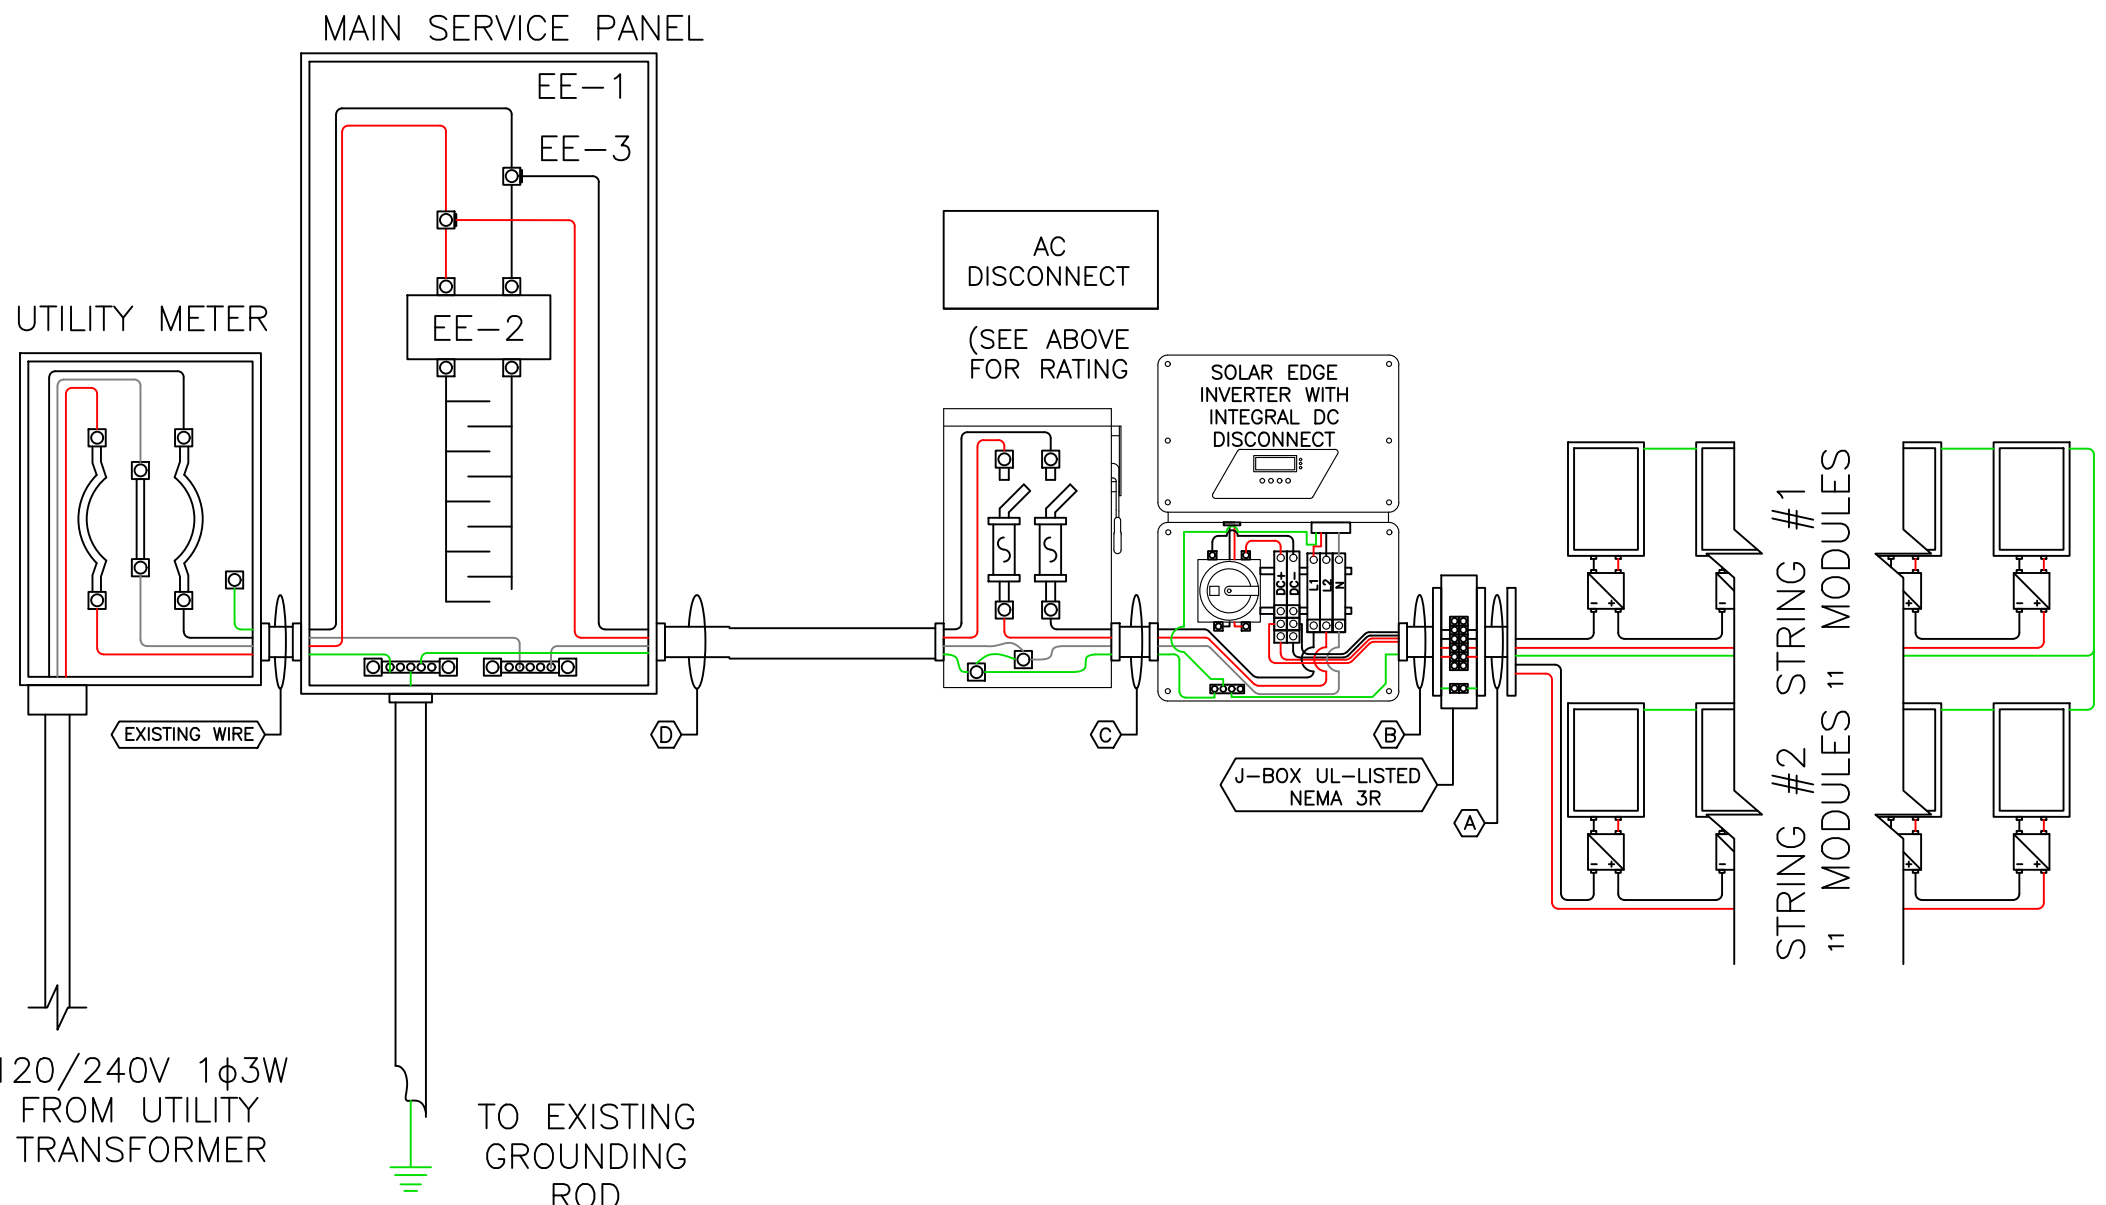 MAIN SERVICE PANEL
EE-1
EE-3
EE-2
UTILITY METER
EXISTING WIRE
120/240V 1ϕ3W
FROM UTILITY
TRANSFORMER
TO EXISTING
GROUNDING
ROD
D
AC
DISCONNECT
(SEE ABOVE
FOR RATING
C
SOLAR EDGE
INVERTER WITH
INTEGRAL DC
DISCONNECT
DC+
DC-
L1
L2
N
B
J-BOX UL-LISTED
NEMA 3R
A
STRING #1
11 MODULES
STRING #2
11 MODULES
- +
-
+
- +
- +
-
+
- +